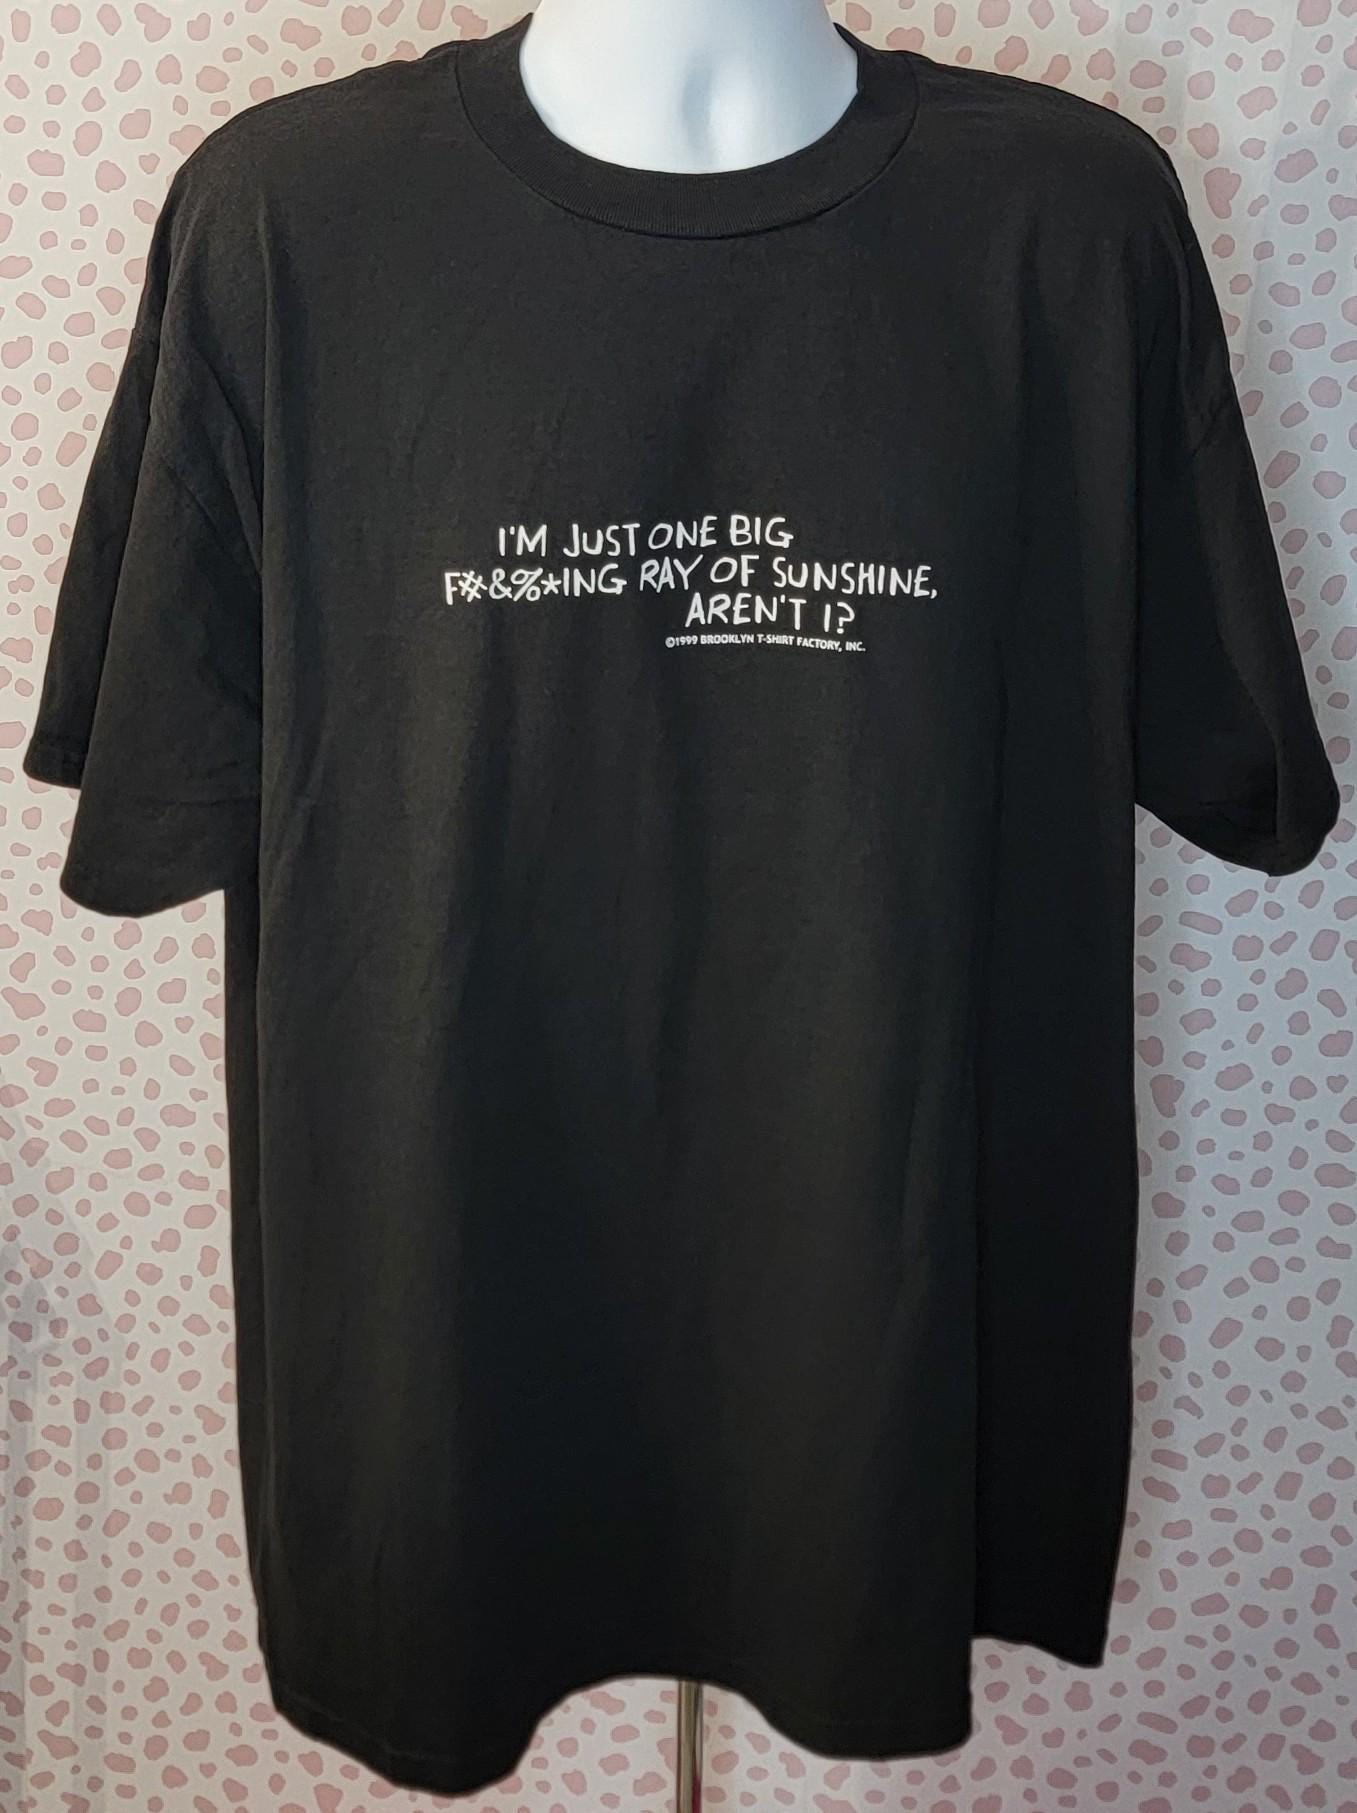 I'M JUST ONE BIG
F#&%*ING RAY OF SUNSHINE,
AREN'T I?
©1999 BROOKLYN T-SHIRT FACTORY, INC.